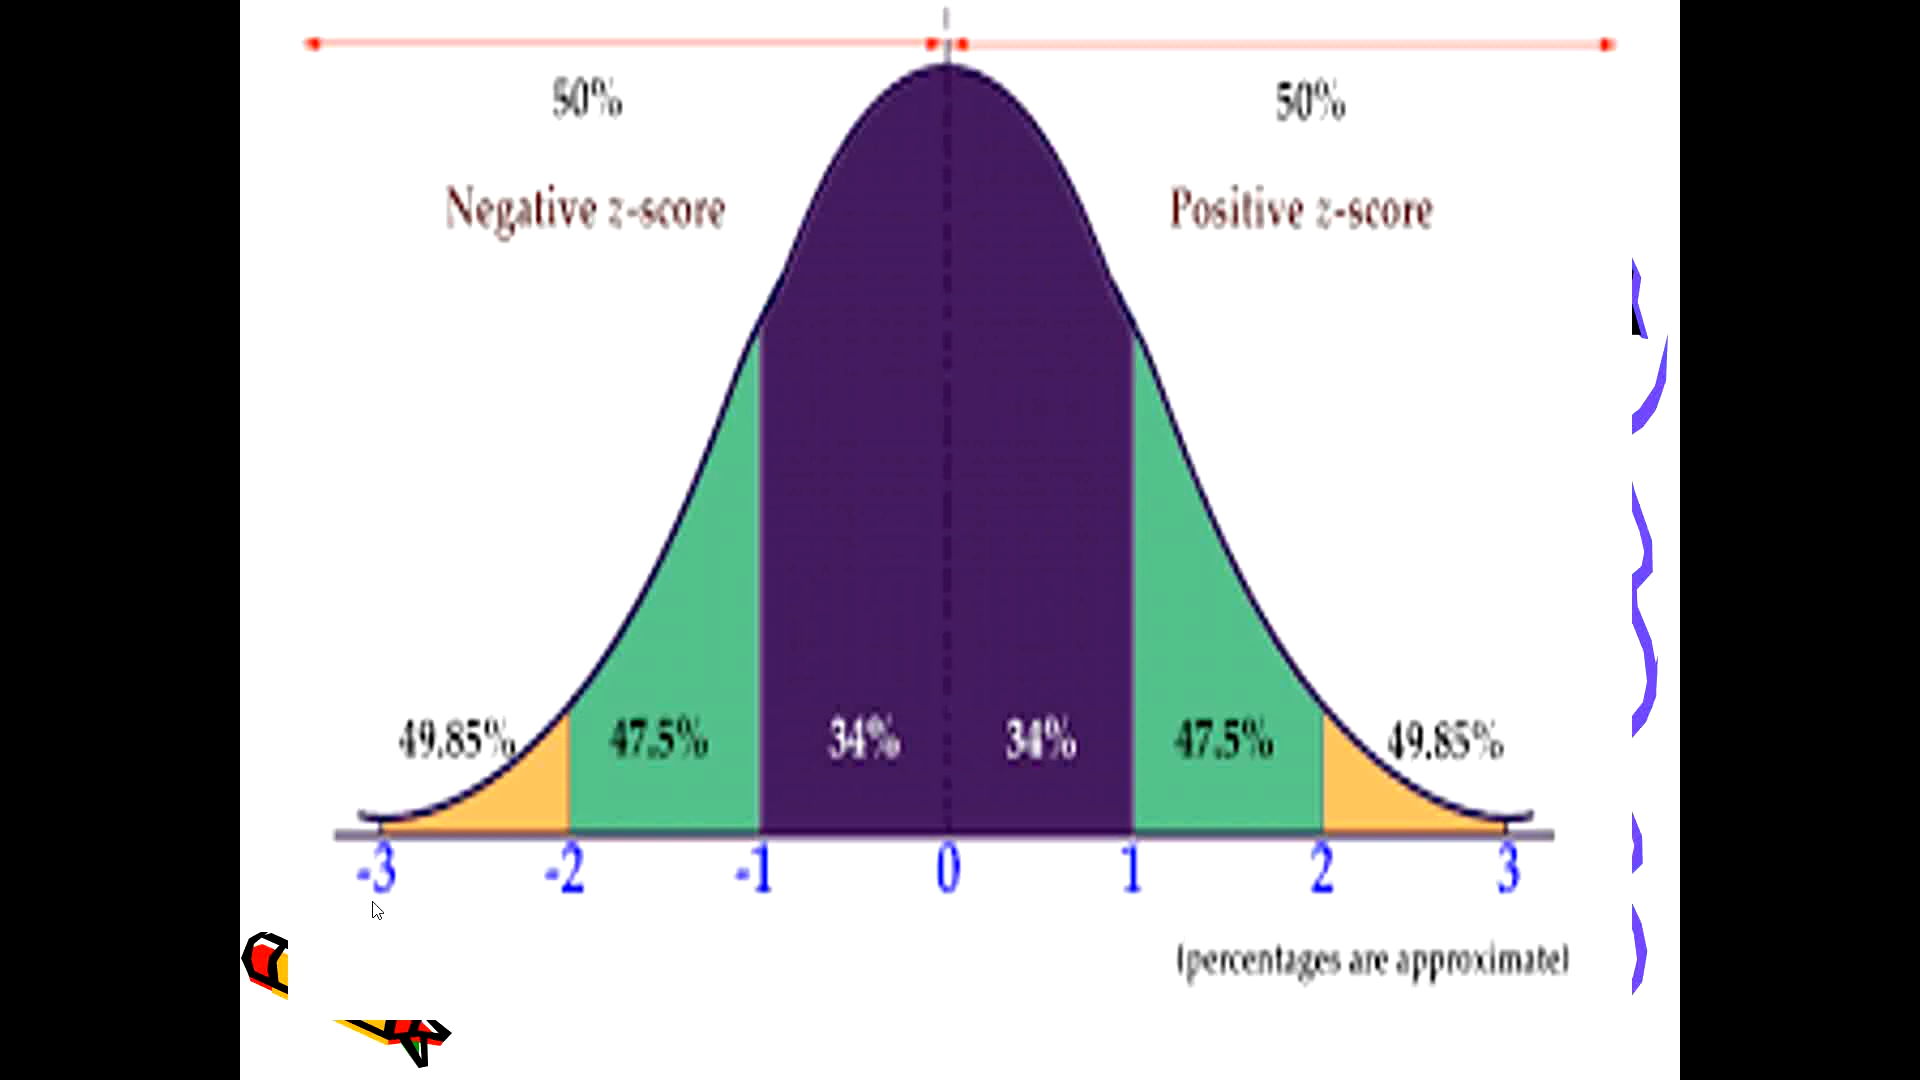 50% 50%
Negative z-score Positive z-score
49.85% 47.5% 34% 34% 47.5% 49.85%
-3 -2 -1 0 1 2 3
(percentages are approximate)